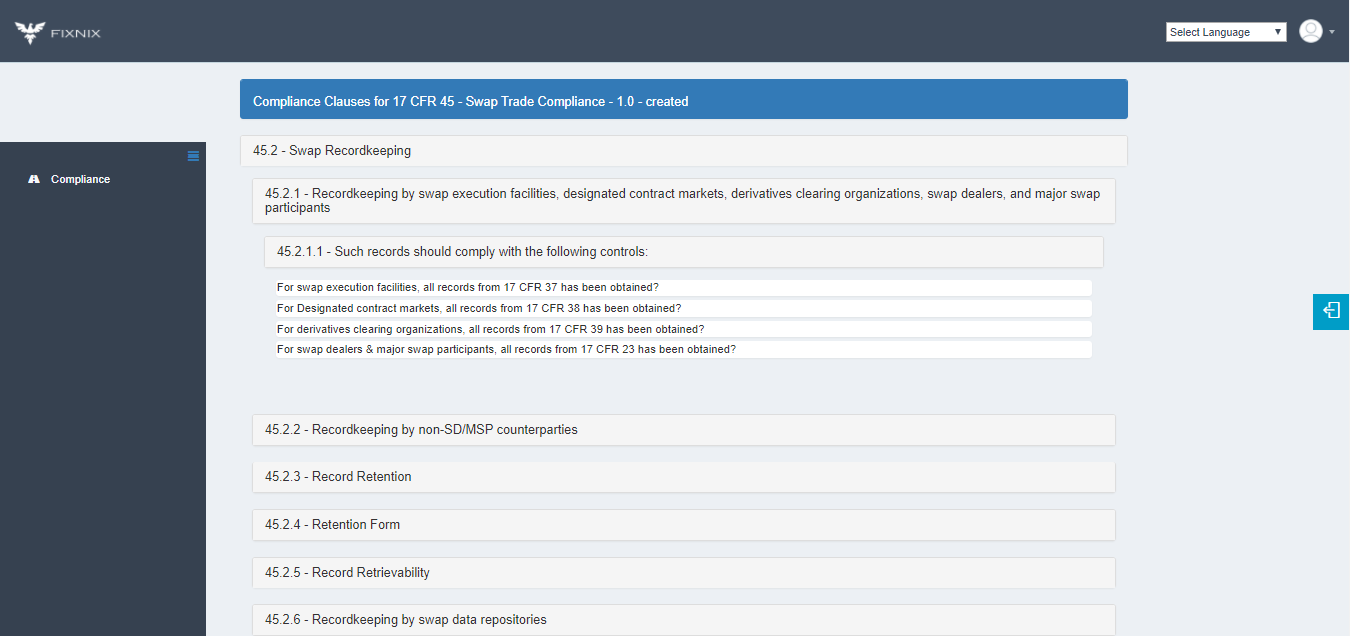 FIXNIX
Select Language
Compliance Clauses for 17 CFR 45 - Swap Trade Compliance - 1.0 - created
Compliance
45.2 - Swap Recordkeeping
45.2.1 - Recordkeeping by swap execution facilities, designated contract markets, derivatives clearing organizations, swap dealers, and major swap
participants
45.2.1.1 - Such records should comply with the following controls:
For swap execution facilities, all records from 17 CFR 37 has been obtained?
For Designated contract markets, all records from 17 CFR 38 has been obtained?
For derivatives clearing organizations, all records from 17 CFR 39 has been obtained?
For swap dealers & major swap participants, all records from 17 CFR 23 has been obtained?
45.2.2 - Recordkeeping by non-SD/MSP counterparties
45.2.3 - Record Retention
45.2.4 - Retention Form
45.2.5 - Record Retrievability
45.2.6 - Recordkeeping by swap data repositories